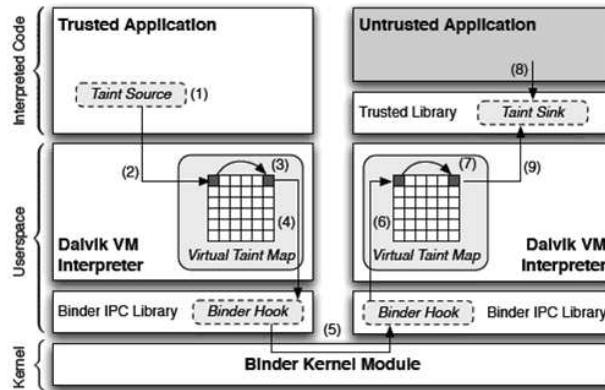 Trusted Application
Untrusted Application
Interpreted Code
Taint Source
(1)
(8)
Trusted Library
Taint Sink
(2)
(3)
(4)
Virtual Taint Map
Dalvik VM
Interpreter
(7)
(9)
(6)
Virtual Taint Map
Dalvik VM
Interpreter
Userspace
Binder IPC Library
Binder Hook
(5)
Binder Hook
Binder IPC Library
Kernel
Binder Kernel Module